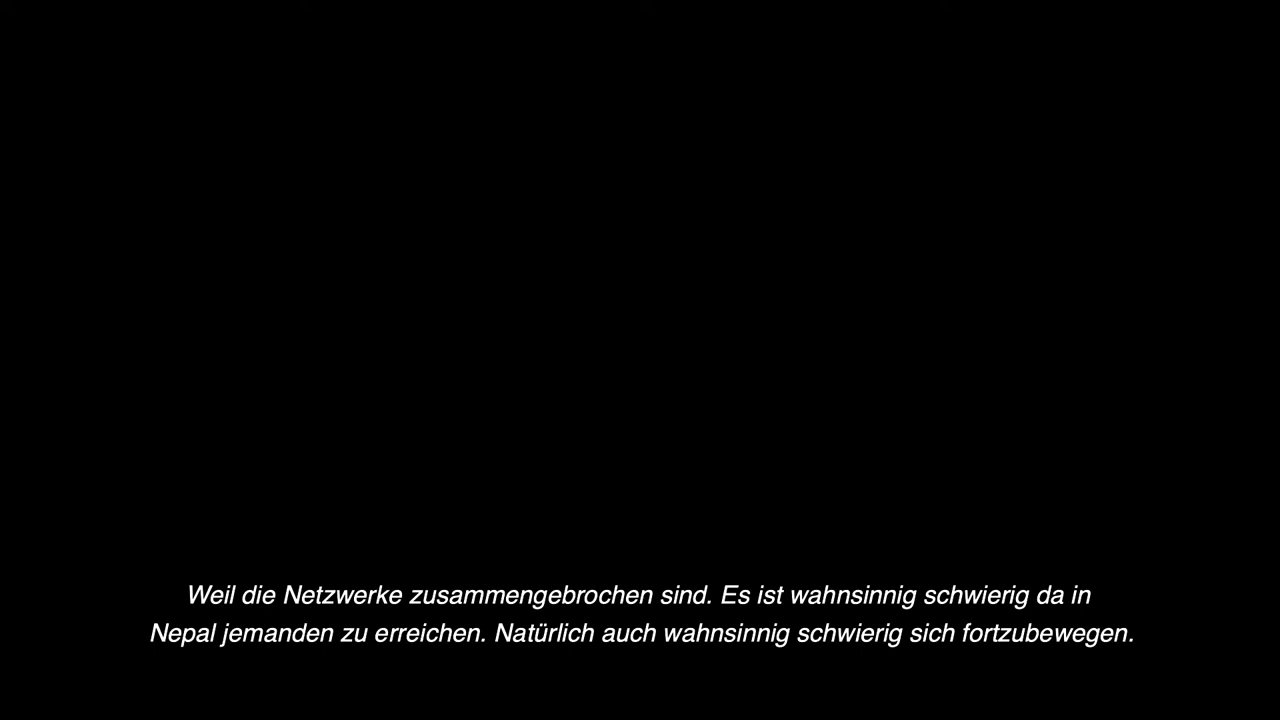 Weil die Netzwerke zusammengebrochen sind. Es ist wahnsinnig schwierig da in
Nepal jemanden zu erreichen. Natürlich auch wahnsinnig schwierig sich fortzubewegen.